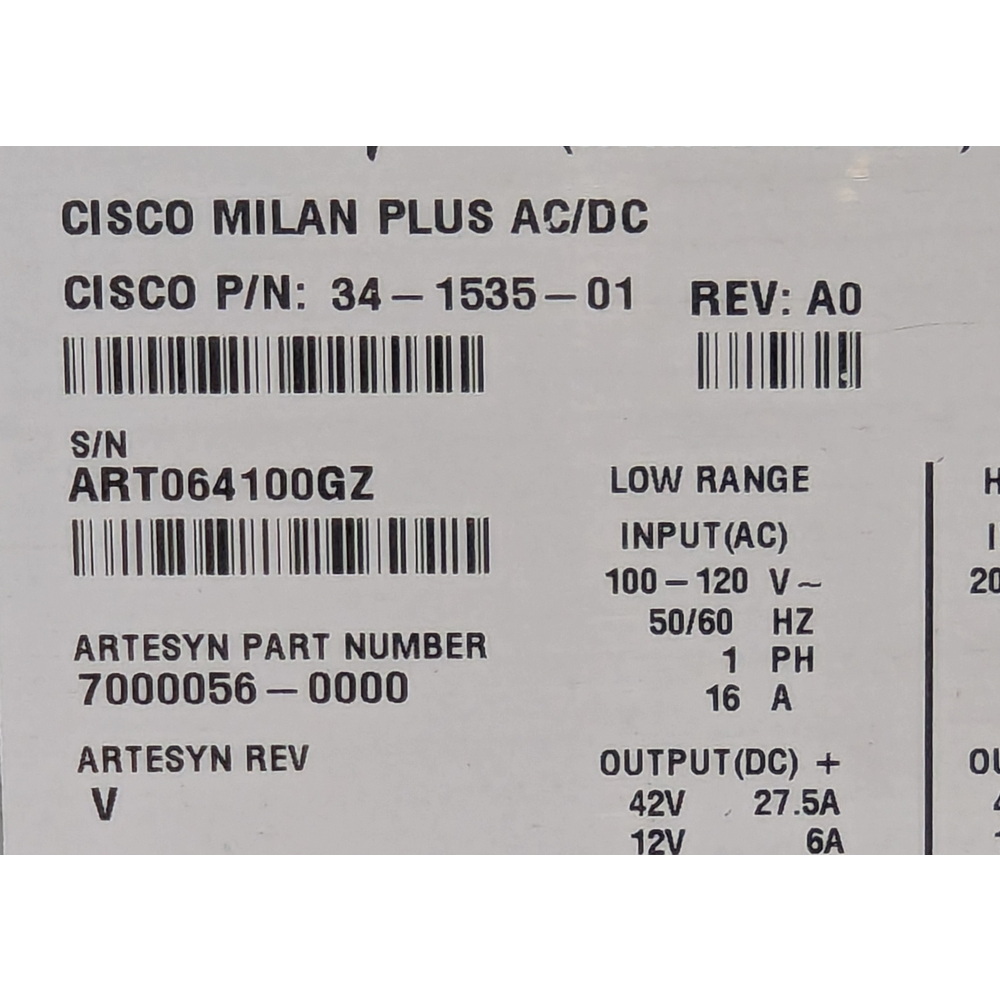 CISCO MILAN PLUS AC/DC
CISCO P/N: 34-1535-01 REV: A0
S/N
ART064100GZ
ARTESYN PART NUMBER
7000056-0000
ARTESYN REV
V
LOW RANGE
INPUT(AC)
100-120 V~
50/60 HZ
1 PH
16 A
OUTPUT(DC) +
42V 27.5A
12V 6A